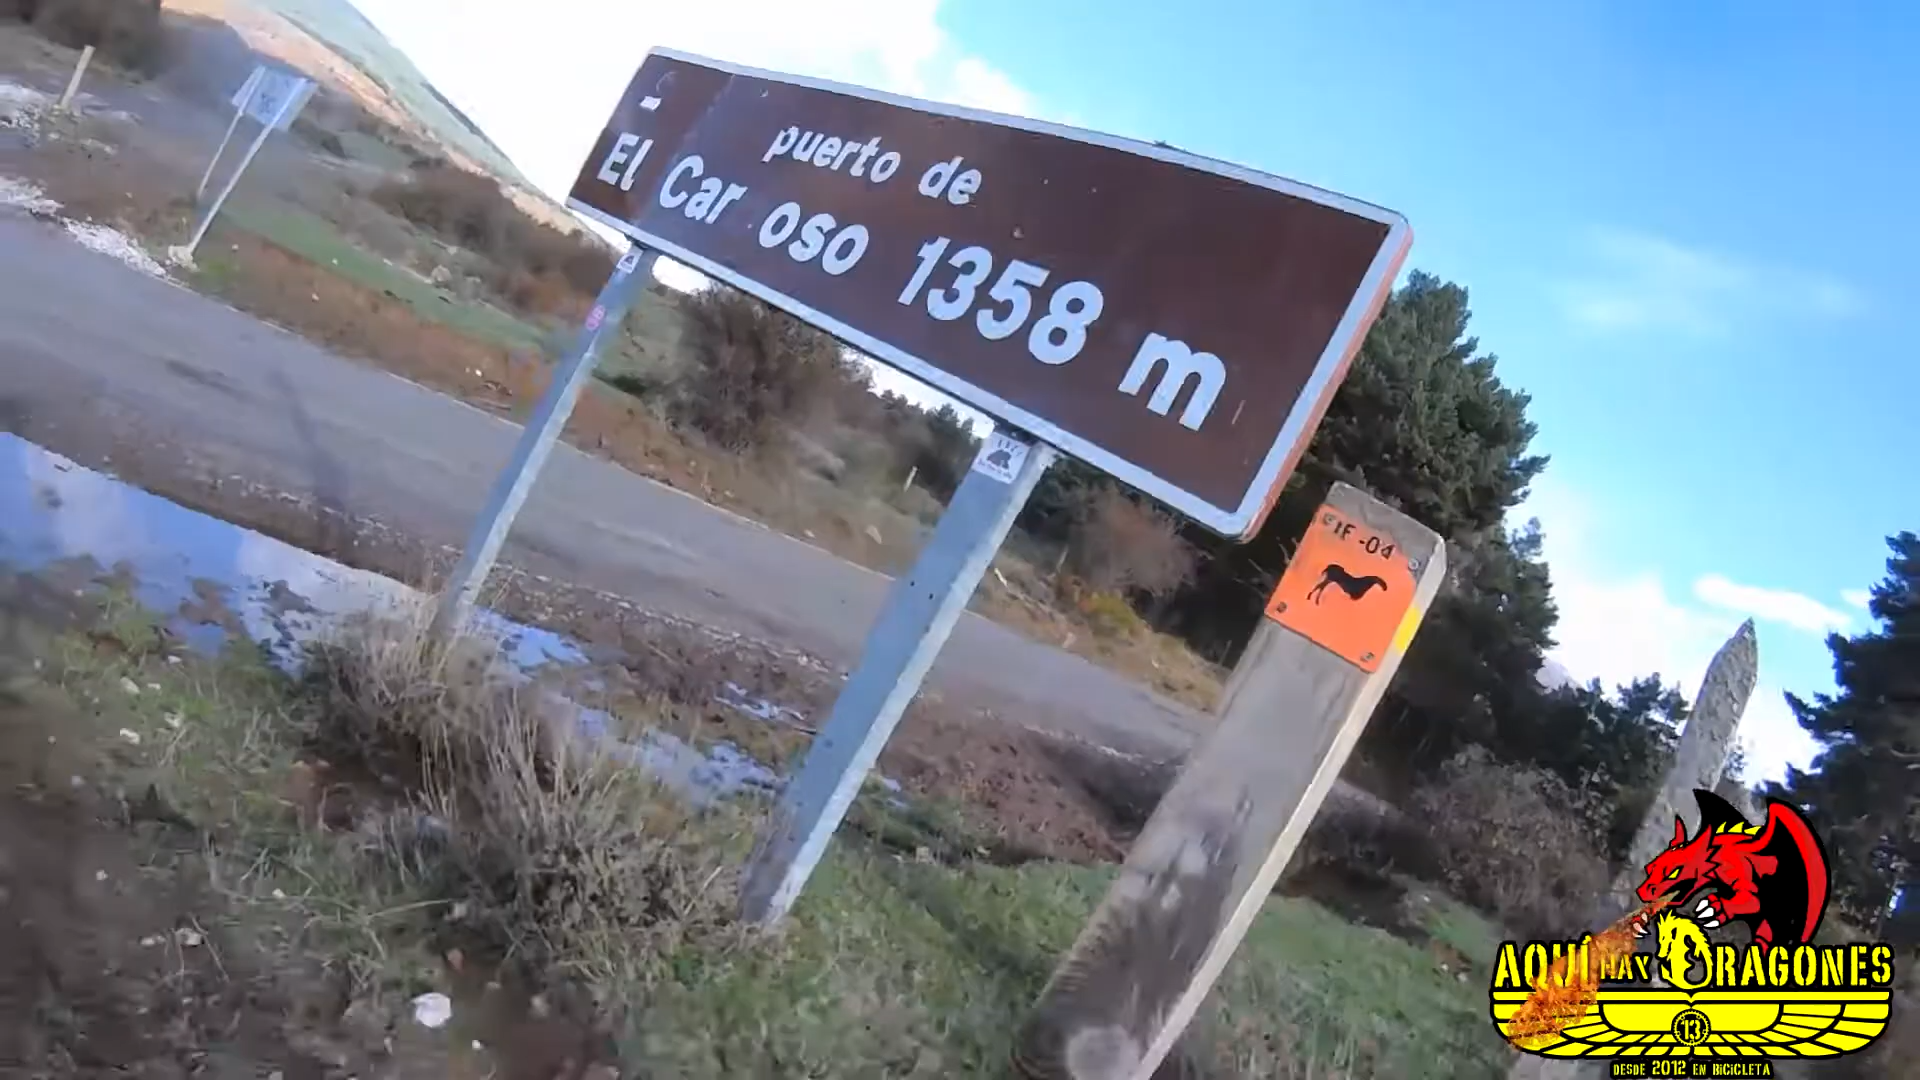 puerto de
El Car oso 1358 m
IF-04
AQUÍ HAY DRAGONES
13
DESDE 2012 EN BICICLETA